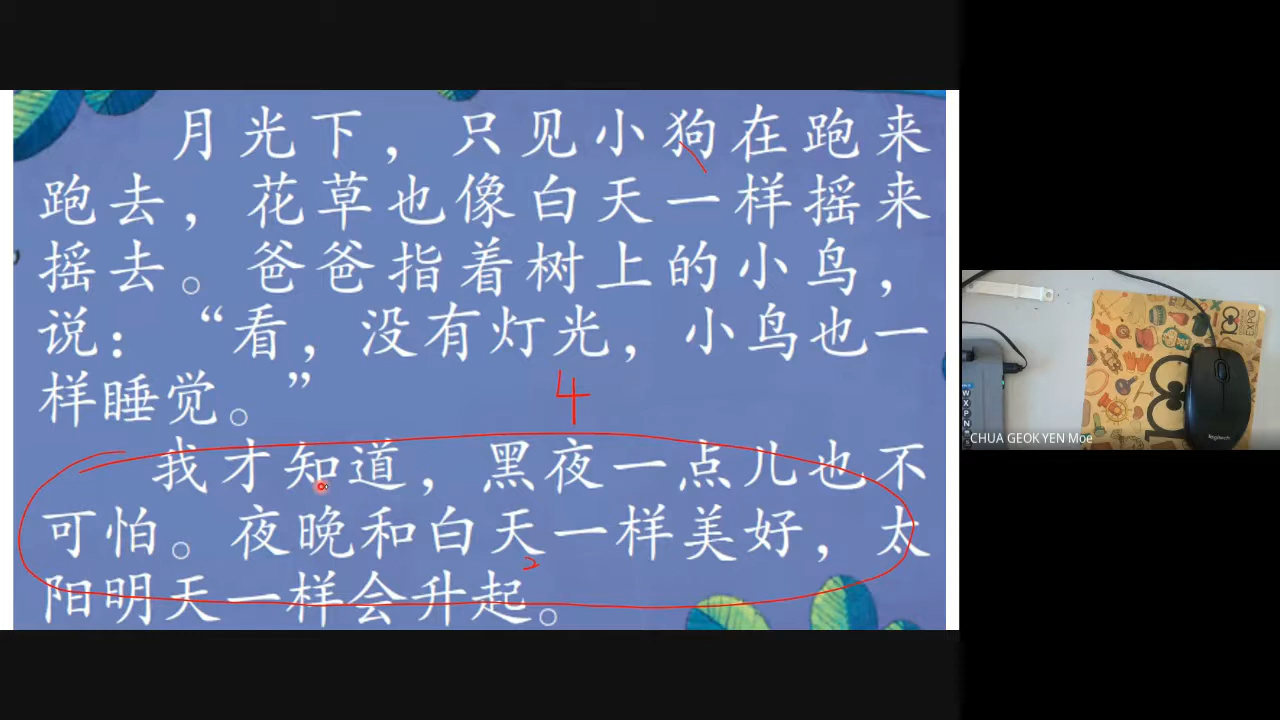 月光下，只见小狗在跑来
跑去，花草也像白天一样摇来
摇去。爸爸指着树上的小鸟，
说：“看，没有灯光，小鸟也一
样睡觉。”
4
我才知道，黑夜一点儿也不
可怕。夜晚和白天一样美好，太
2
阳明天一样会升起。
CHUA GEOK YEN Moe
EXPO
logitech
W
X
P
N